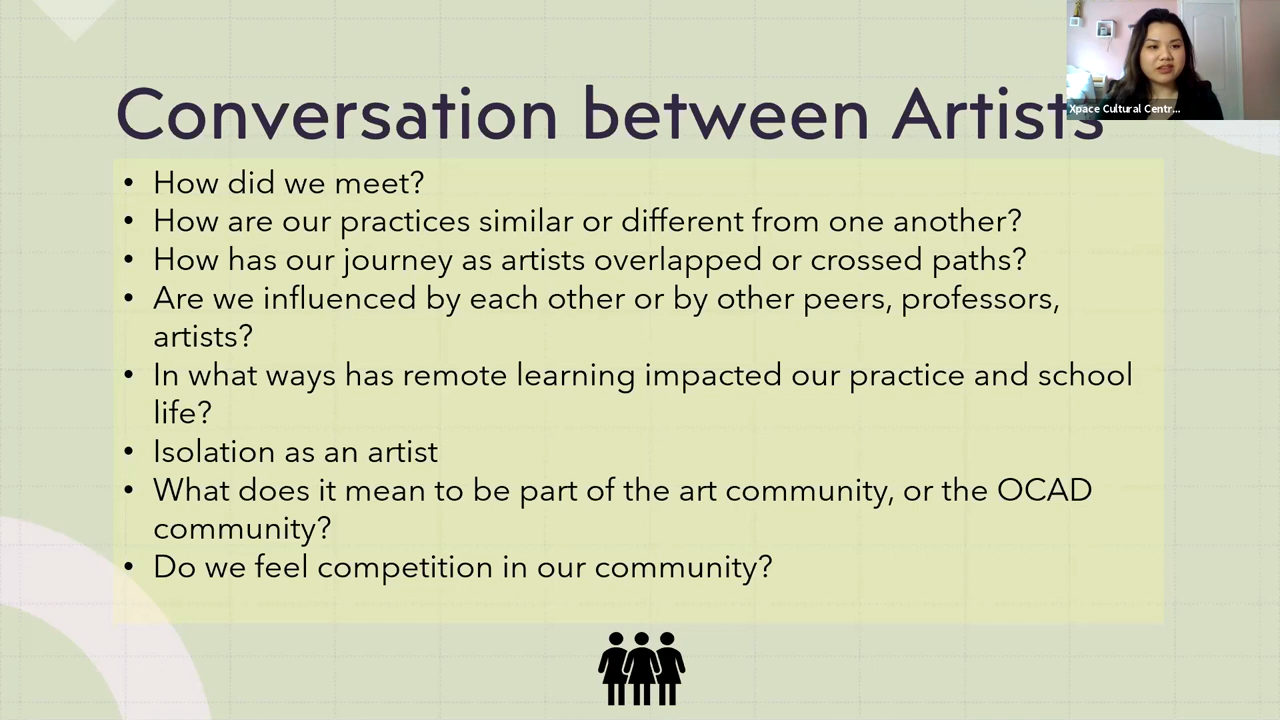 Conversation between Artists
Xpace Cultural Centr...
• How did we meet?
• How are our practices similar or different from one another?
• How has our journey as artists overlapped or crossed paths?
• Are we influenced by each other or by other peers, professors,
artists?
• In what ways has remote learning impacted our practice and school
life?
• Isolation as an artist
• What does it mean to be part of the art community, or the OCAD
community?
• Do we feel competition in our community?